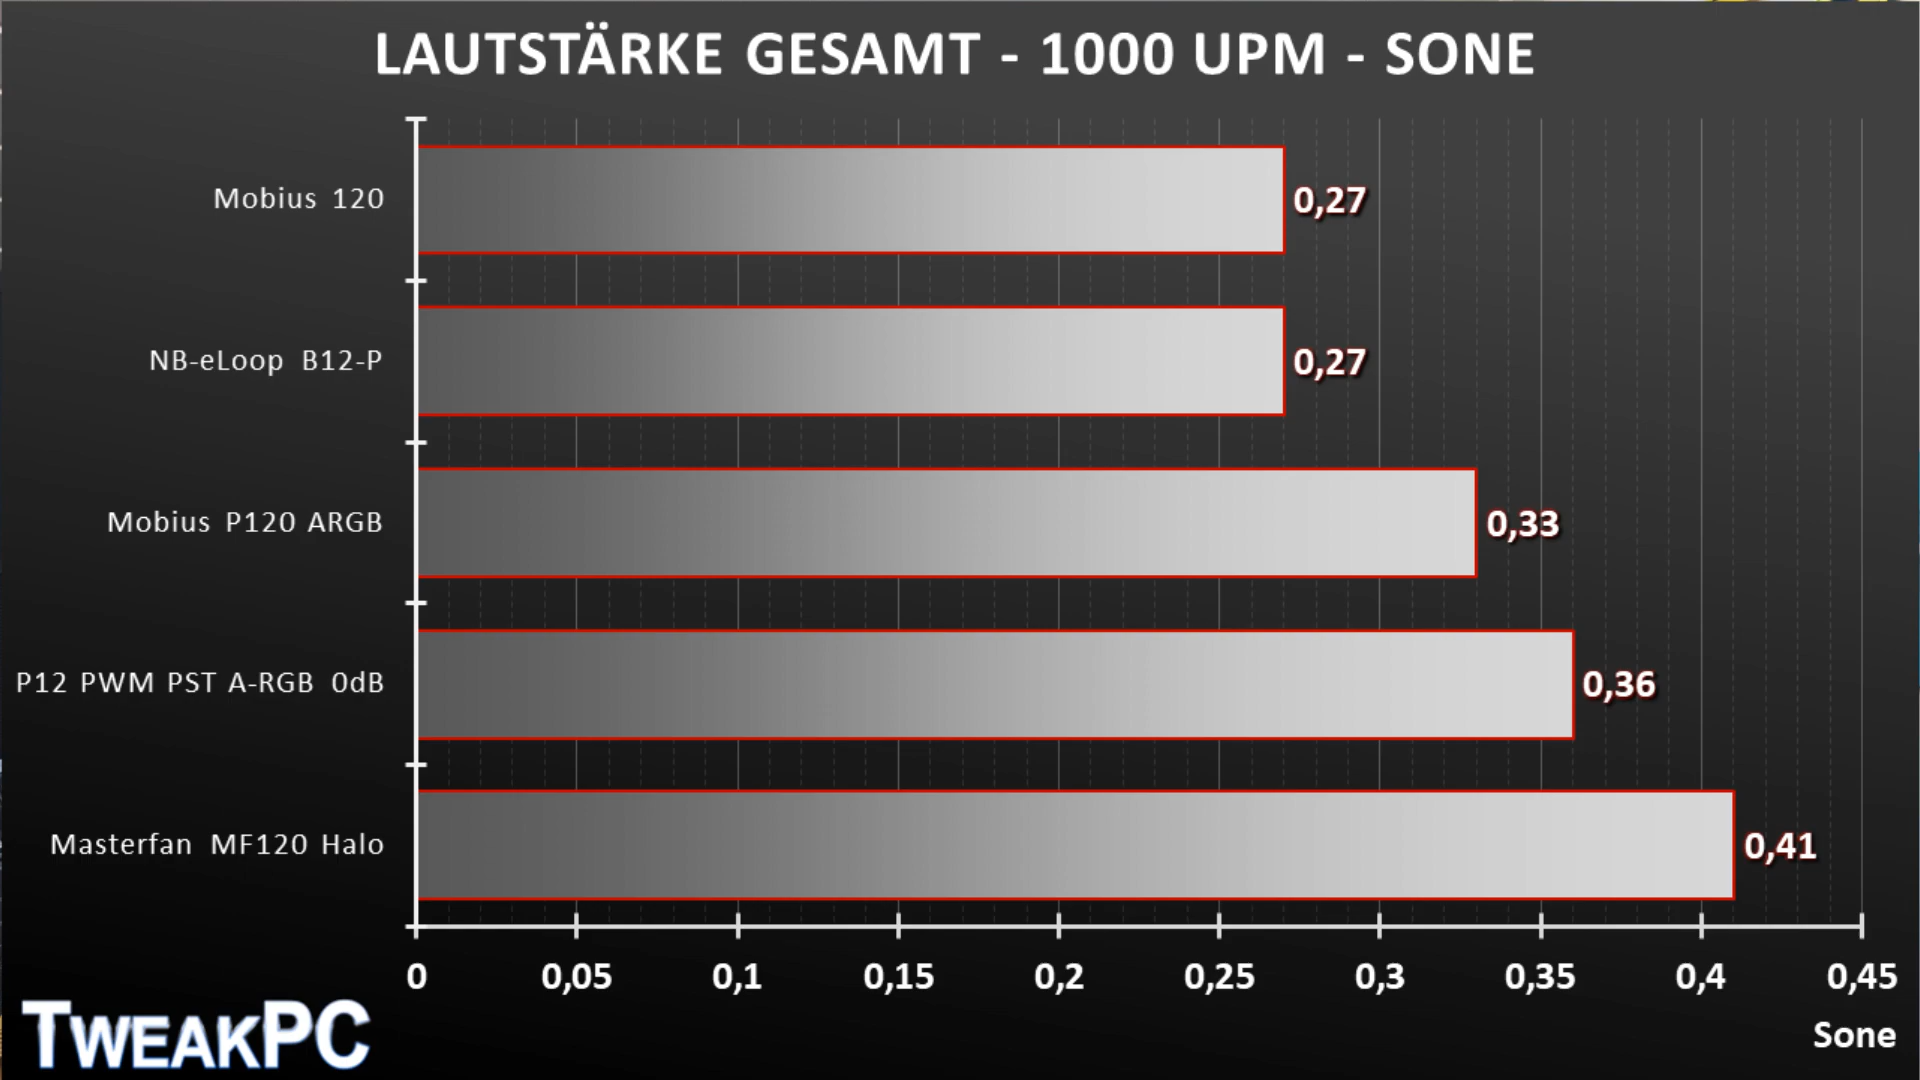 LAUTSTÄRKE GESAMT - 1000 UPM - SONE
Mobius 120
0,27
NB-eLoop B12-P
0,27
Mobius P120 ARGB
0,33
P12 PWM PST A-RGB 0dB
0,36
Masterfan MF120 Halo
0,41
0 0,05 0,1 0,15 0,2 0,25 0,3 0,35 0,4 0,45
Sone
TWEAKPC